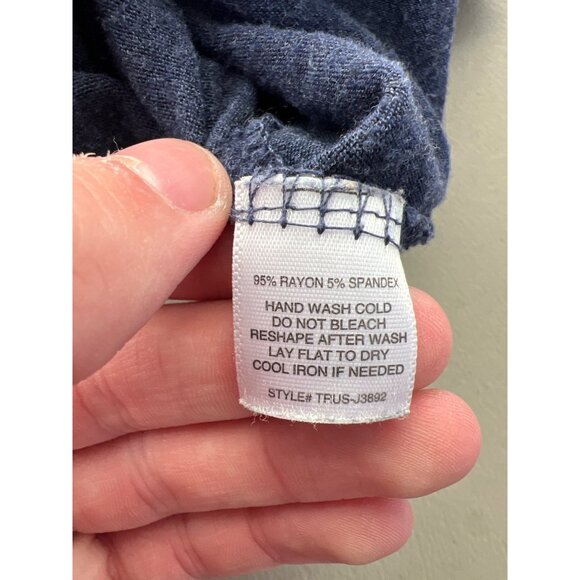 95% RAYON 5% SPANDEX
HAND WASH COLD
DO NOT BLEACH
RESHAPE AFTER WASH
LAY FLAT TO DRY
COOL IRON IF NEEDED
STYLE# TRUS-J3892